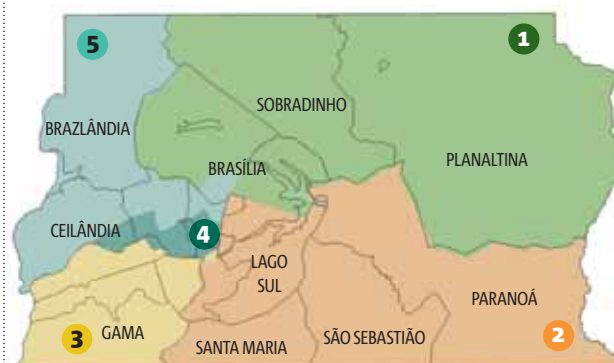 5
1
SOBRADINHO
BRAZLÂNDIA
PLANALTINA
BRASÍLIA
CEILÂNDIA
4
LAGO
SUL
PARANOÁ
3
GAMA
SANTA MARIA
SÃO SEBASTIÃO
2